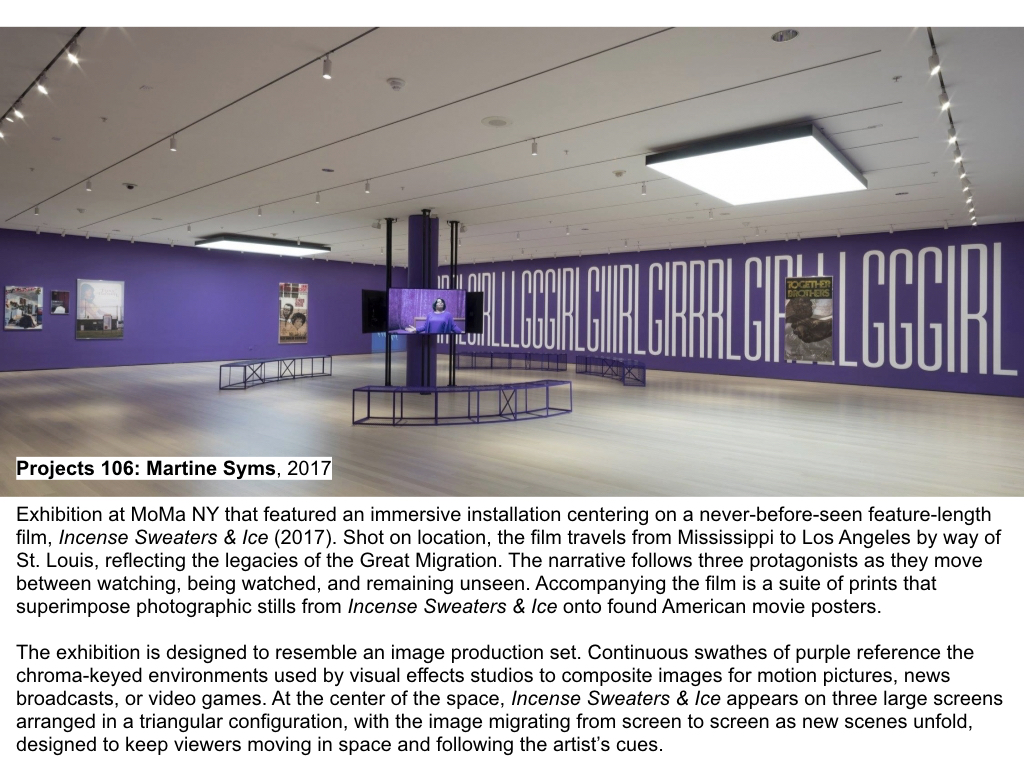 GIRLLLGGGIRLGIIIRLGIRRRLGIRLLLLGGGIRL
TOGETHER
BROTHERS
Projects 106: Martine Syms, 2017
Exhibition at MoMa NY that featured an immersive installation centering on a never-before-seen feature-length
film, Incense Sweaters & Ice (2017). Shot on location, the film travels from Mississippi to Los Angeles by way of
St. Louis, reflecting the legacies of the Great Migration. The narrative follows three protagonists as they move
between watching, being watched, and remaining unseen. Accompanying the film is a suite of prints that
superimpose photographic stills from Incense Sweaters & Ice onto found American movie posters.
The exhibition is designed to resemble an image production set. Continuous swathes of purple reference the
chroma-keyed environments used by visual effects studios to composite images for motion pictures, news
broadcasts, or video games. At the center of the space, Incense Sweaters & Ice appears on three large screens
arranged in a triangular configuration, with the image migrating from screen to screen as new scenes unfold,
designed to keep viewers moving in space and following the artist’s cues.